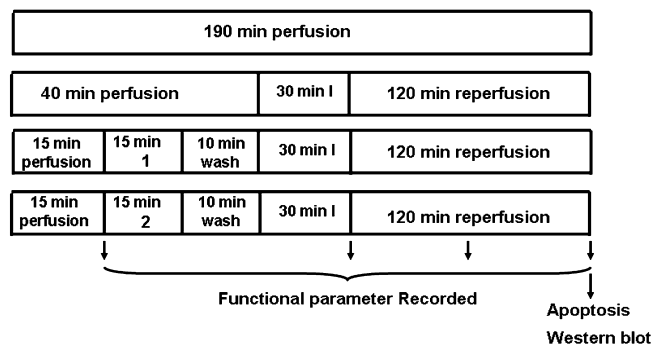 190 min perfusion
40 min perfusion 30 min I 120 min reperfusion
15 min 15 min 10 min 30 min I 120 min reperfusion
perfusion 1 wash
15 min 15 min 10 min 30 min I 120 min reperfusion
perfusion 2 wash
Functional parameter Recorded
Apoptosis
Western blot